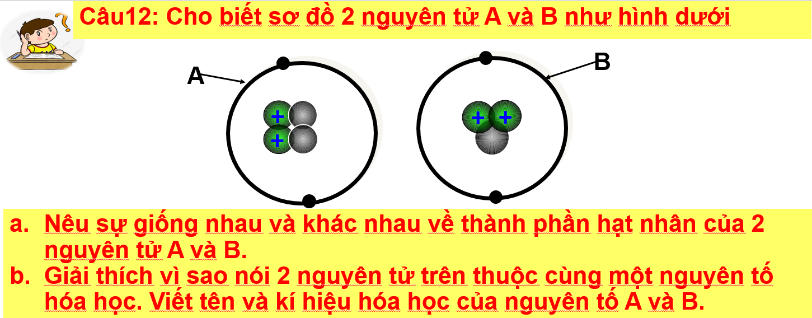 Câu12: Cho biết sơ đồ 2 nguyên tử A và B như hình dưới
?
A
B
+
+
+ +
a. Nêu sự giống nhau và khác nhau về thành phần hạt nhân của 2
nguyên tử A và B.
b. Giải thích vì sao nói 2 nguyên tử trên thuộc cùng một nguyên tố
hóa học. Viết tên và kí hiệu hóa học của nguyên tố A và B.